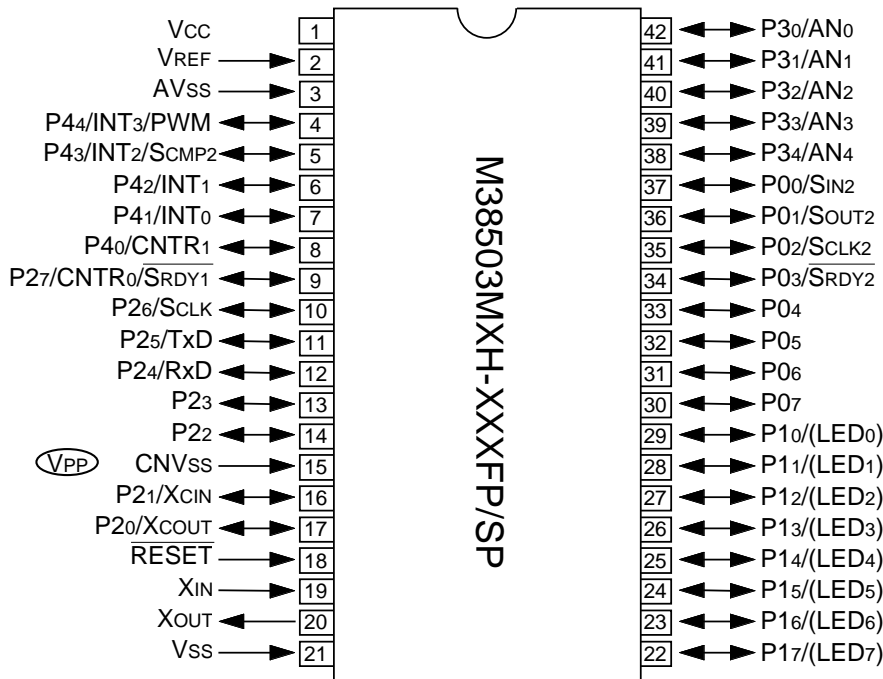 VCC 1
VREF 2
AVSS 3
P44/INT3/PWM 4
P43/INT2/SCMP2 5
P42/INT1 6
P41/INT0 7
P40/CNTR1 8
P27/CNTR0/SRDY1 9
P26/SCLK 10
P25/TxD 11
P24/RxD 12
P23 13
P22 14
VPP CNVSS 15
P21/XCIN 16
P20/XCOUT 17
RESET 18
XIN 19
XOUT 20
VSS 21
M38503MXH-XXXFP/SP
42 P30/AN0
41 P31/AN1
40 P32/AN2
39 P33/AN3
38 P34/AN4
37 P00/SIN2
36 P01/SOUT2
35 P02/SCLK2
34 P03/SRDY2
33 P04
32 P05
31 P06
30 P07
29 P10/(LED0)
28 P11/(LED1)
27 P12/(LED2)
26 P13/(LED3)
25 P14/(LED4)
24 P15/(LED5)
23 P16/(LED6)
22 P17/(LED7)